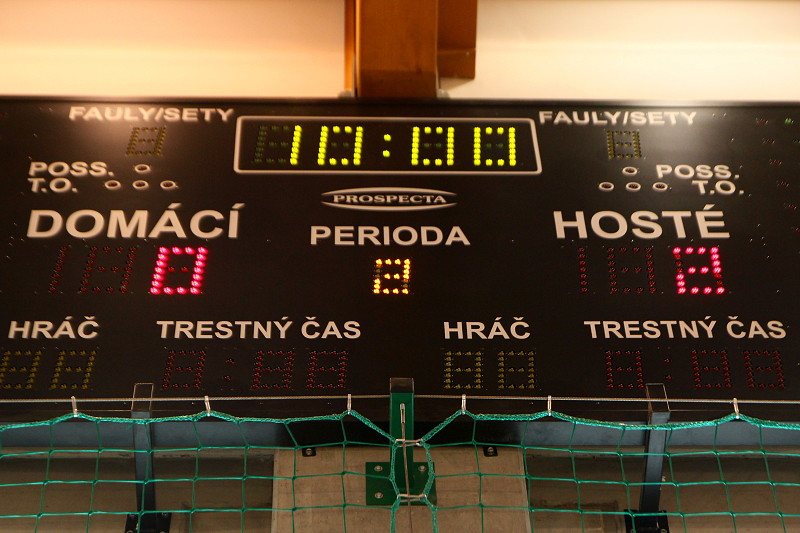 FAULY/SETY 10:00 FAULY/SETY
POSS. POSS.
T.O. T.O.
PROSPECTA
DOMÁCÍ HOSTÉ
PERIODA
0 2 2
HRÁČ TRESTNÝ ČAS HRÁČ TRESTNÝ ČAS